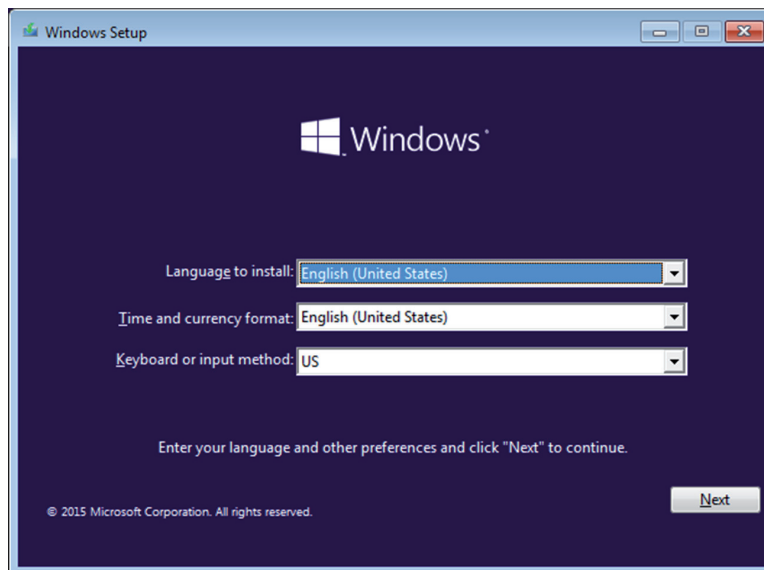 Windows Setup
Windows
Language to install: English (United States)
Time and currency format: English (United States)
Keyboard or input method: US
Enter your language and other preferences and click "Next" to continue.
Next
© 2015 Microsoft Corporation. All rights reserved.